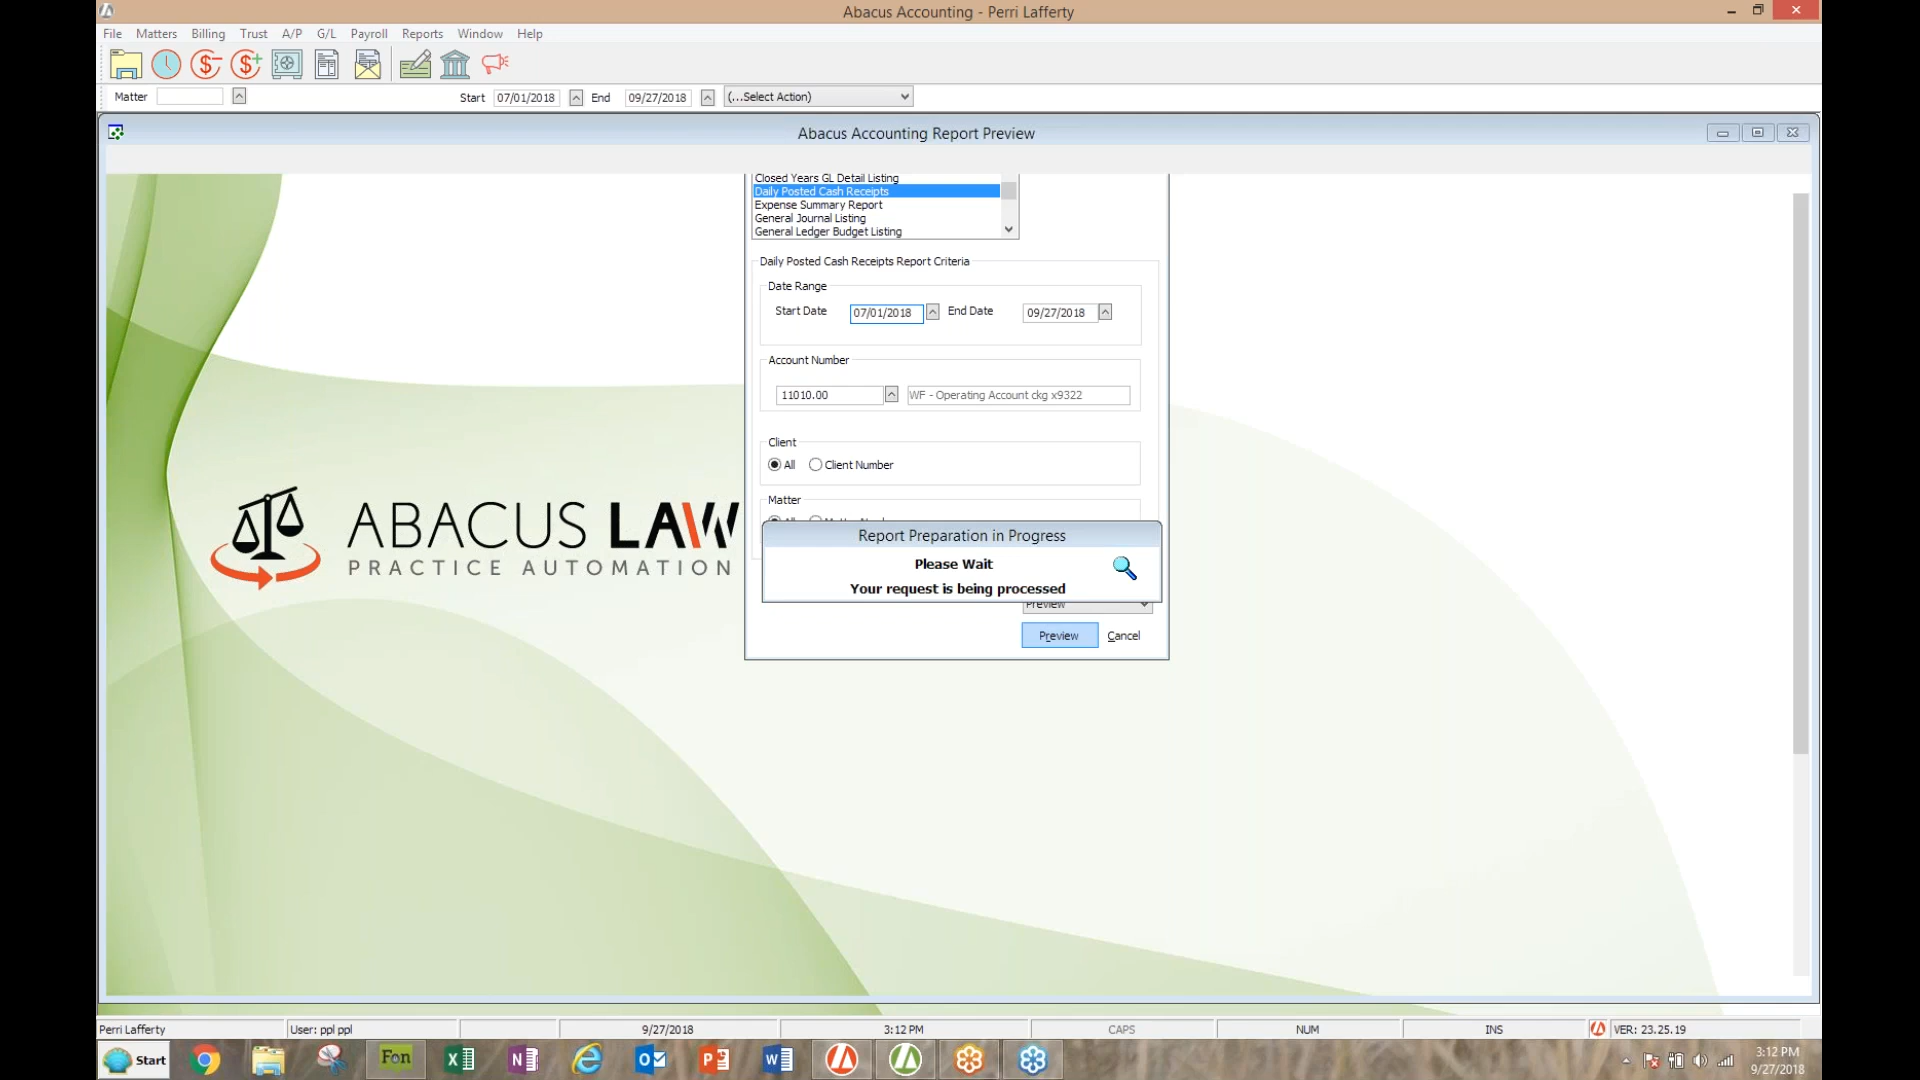 Abacus Accounting - Perri Lafferty
File Matters Billing Trust A/P G/L Payroll Reports Window Help
Matter Start 07/01/2018 End 09/27/2018 (...Select Action)
Abacus Accounting Report Preview
Closed Years GL Detail Listing
Daily Posted Cash Receipts
Expense Summary Report
General Journal Listing
General Ledger Budget Listing
Daily Posted Cash Receipts Report Criteria
Date Range
Start Date 07/01/2018 End Date 09/27/2018
Account Number
11010.00 WF - Operating Account ckg x9322
Client
All Client Number
Matter
ABACUS LAW
PRACTICE AUTOMATION
Report Preparation in Progress
Please Wait
Your request is being processed
Preview
Preview Cancel
Perri Lafferty User: ppl ppl 9/27/2018 3:12 PM CAPS NUM INS VER: 23.25.19
Start Fon 3:12 PM
9/27/2018